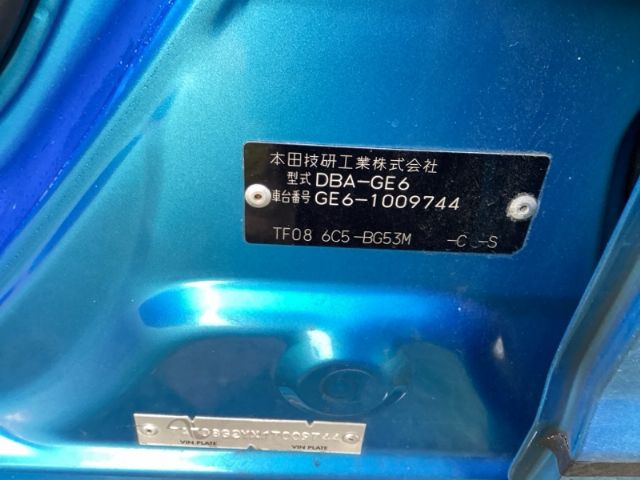 本田技研工業株式会社
型式 DBA-GE6
車台番号 GE6-1009744
TF08 6C5-BG53M -C -S
VIN PLATE VIN PLATE